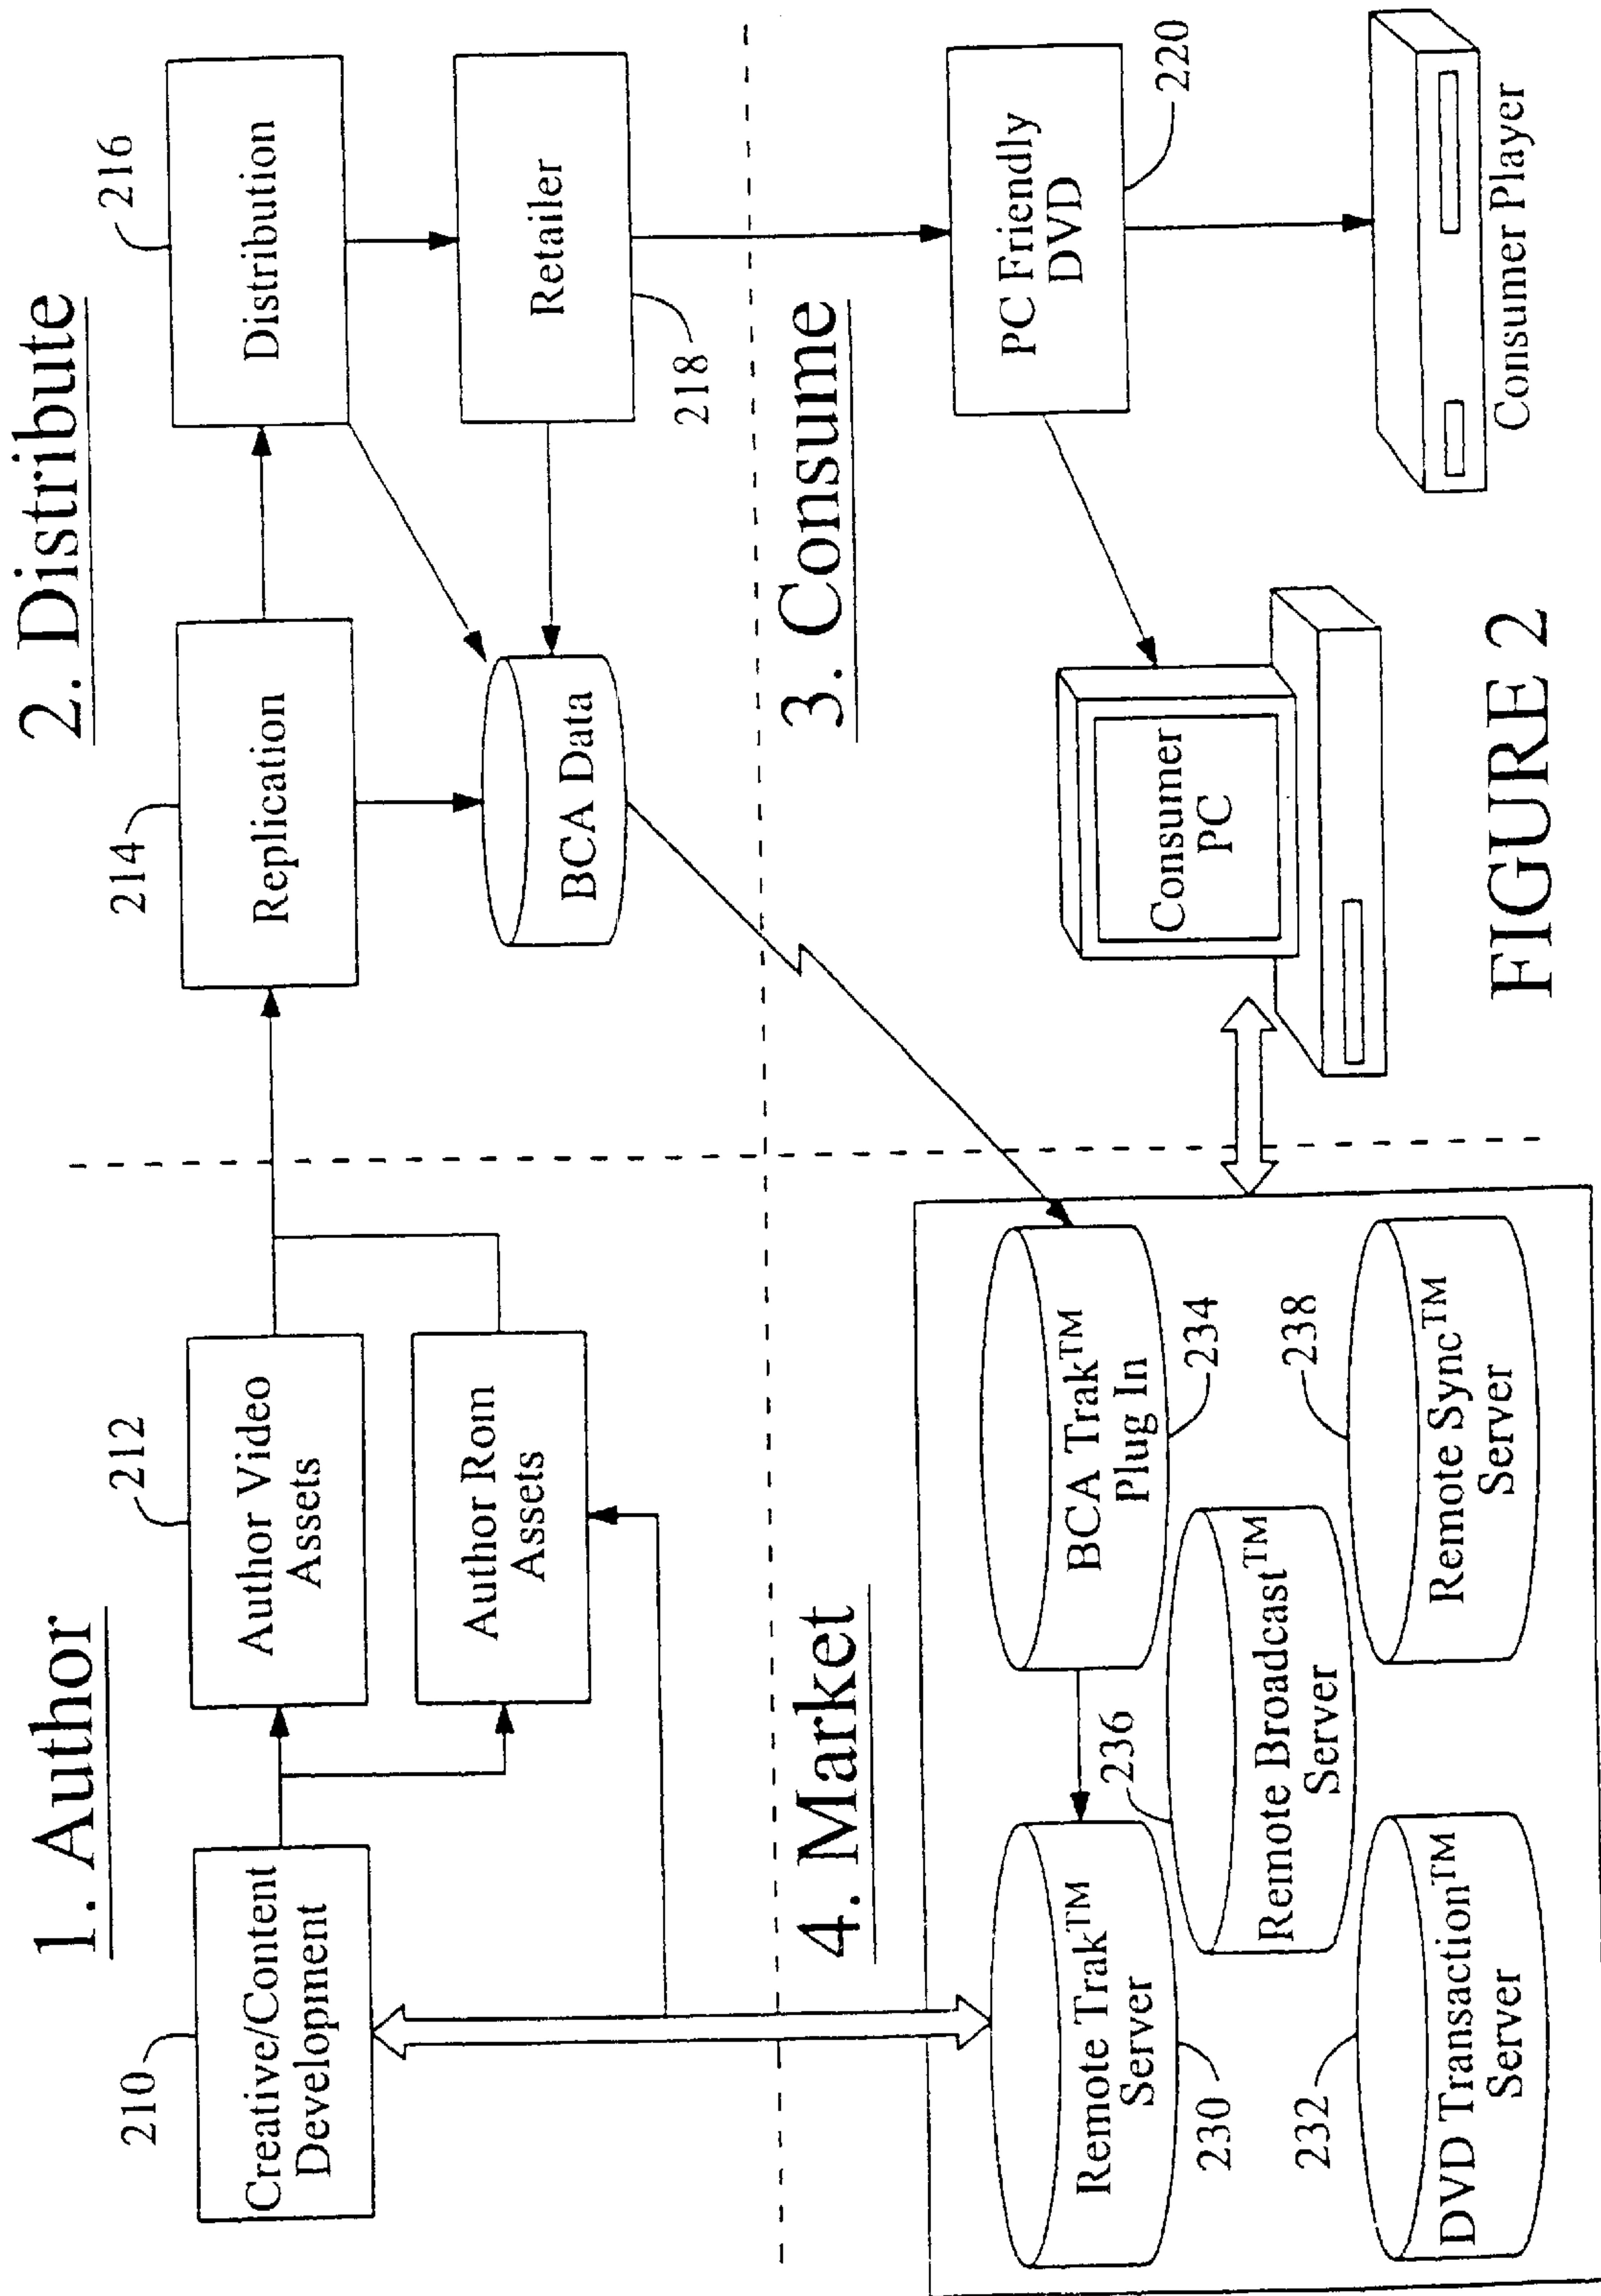 1. Author
210
Creative/Content
Development
212
Author Video
Assets
Author Rom
Assets
2. Distribute
214
Replication
216
Distribution
BCA Data
Retailer
218
4. Market
Remote Trak™
Server
230
BCA Trak™
Plug In
234
236
Remote Broadcast™
Server
232
DVD Transaction™
Server
238
Remote Sync™
Server
3. Consume
PC Friendly
DVD
220
Consumer
PC
Consumer Player
FIGURE 2